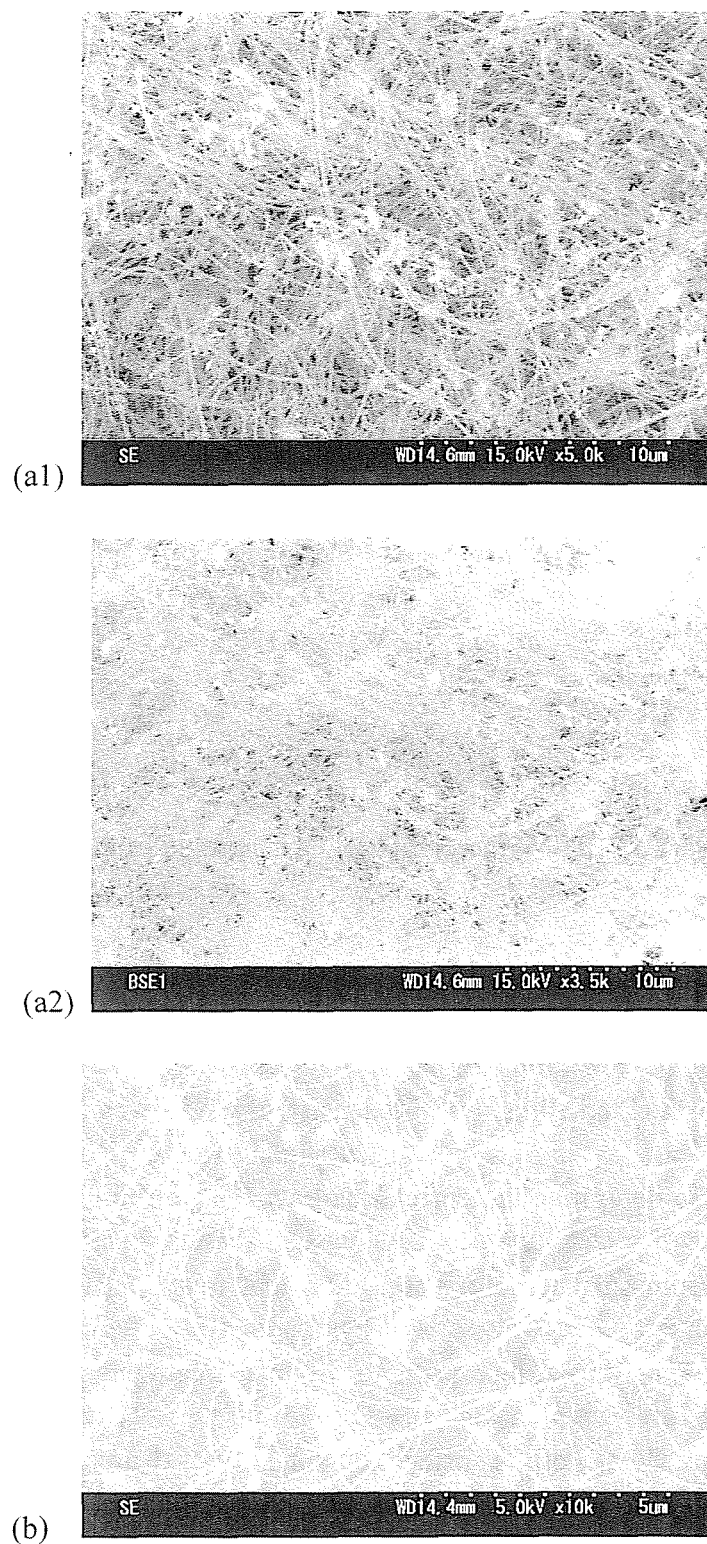 SE WD14.6mm 15.0kV x5.0k 10um
(a1)
BSE1 WD14.6mm 15.0kV x3.5k 10um
(a2)
SE WD14.4mm 5.0kV x10k 5um
(b)